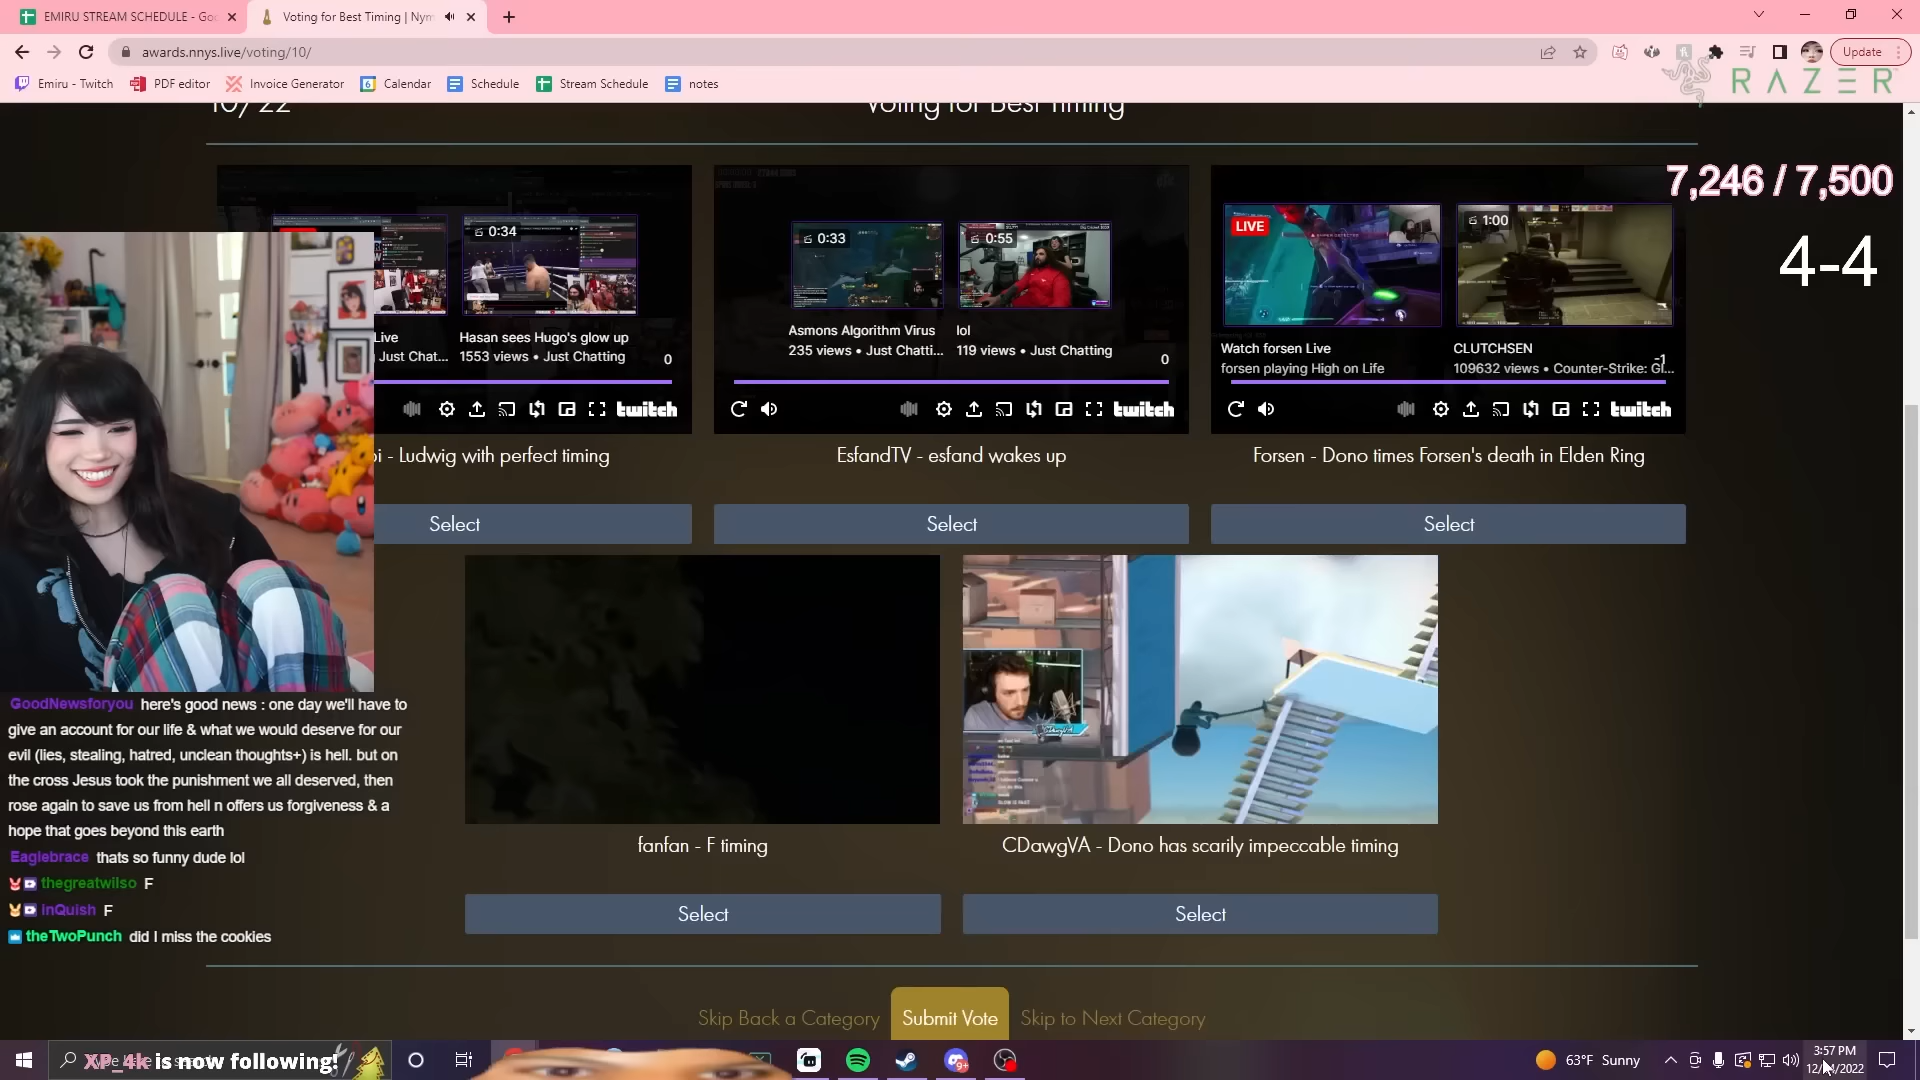 EMIRU STREAM SCHEDULE - Goo
Voting for Best Timing | Nym
awards.nnys.live/voting/10/
Update
Emiru - Twitch
PDF editor
Invoice Generator
Calendar
Schedule
Stream Schedule
notes
RAZER
10/22
Voting for Best Timing
7,246 / 7,500
4-4
0:34
Live
Just Chat...
Hasan sees Hugo's glow up
1553 views • Just Chatting
0
twitch
0:33
0:55
Asmons Algorithm Virus
235 views • Just Chatti...
lol
119 views • Just Chatting
0
twitch
LIVE
1:00
Watch forsen Live
forsen playing High on Life
CLUTCHSEN
109632 views • Counter-Strike: Gl...
-1
twitch
- Ludwig with perfect timing
EsfandTV - esfand wakes up
Forsen - Dono times Forsen's death in Elden Ring
Select
Select
Select
fanfan - F timing
CDawgVA - Dono has scarily impeccable timing
Select
Select
GoodNewsforyou here's good news : one day we'll have to
give an account for our life & what we would deserve for our
evil (lies, stealing, hatred, unclean thoughts+) is hell. but on
the cross Jesus took the punishment we all deserved, then
rose again to save us from hell n offers us forgiveness & a
hope that goes beyond this earth
Eaglebrace thats so funny dude lol
thegreatwilso F
inQuish F
theTwoPunch did I miss the cookies
Skip Back a Category
Submit Vote
Skip to Next Category
XP_4k is now following!
63°F Sunny
3:57 PM